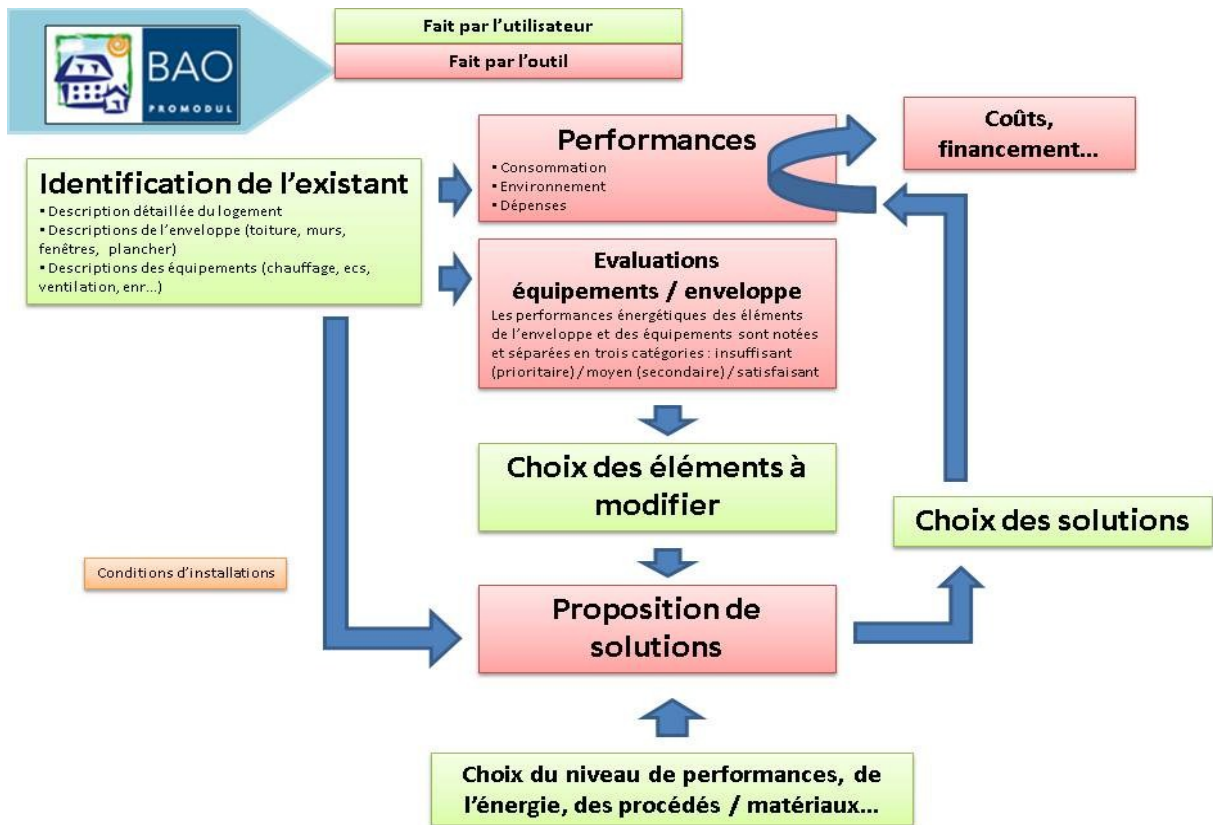 BAO
PROMODUL
Fait par l'utilisateur
Fait par l'outil
Identification de l'existant
▪ Description détaillée du logement
▪ Descriptions de l'enveloppe (toiture, murs,
fenêtres, plancher)
▪ Descriptions des équipements (chauffage, ecs,
ventilation, enr...)
Performances
▪ Consommation
▪ Environnement
▪ Dépenses
Coûts,
financement...
Evaluations
équipements / enveloppe
Les performances énergétiques des éléments
de l'enveloppe et des équipements sont notées
et séparées en trois catégories : insuffisant
(prioritaire) / moyen (secondaire) / satisfaisant
Choix des éléments à
modifier
Choix des solutions
Conditions d'installations
Proposition de
solutions
Choix du niveau de performances, de
l'énergie, des procédés / matériaux...